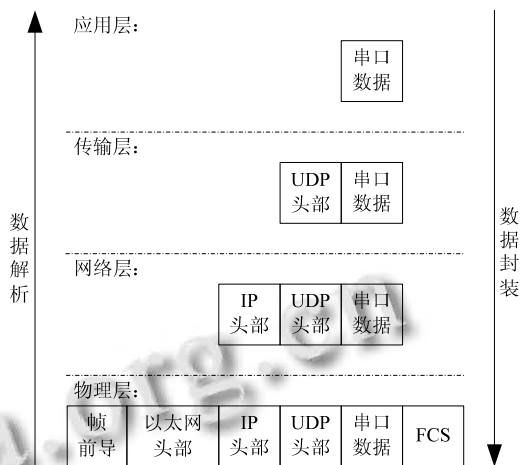 应用层：
串口
数据
传输层：
UDP
头部
串口
数据
数据解析
数据封装
网络层：
IP
头部
UDP
头部
串口
数据
物理层：
帧
前导
以太网
头部
IP
头部
UDP
头部
串口
数据
FCS